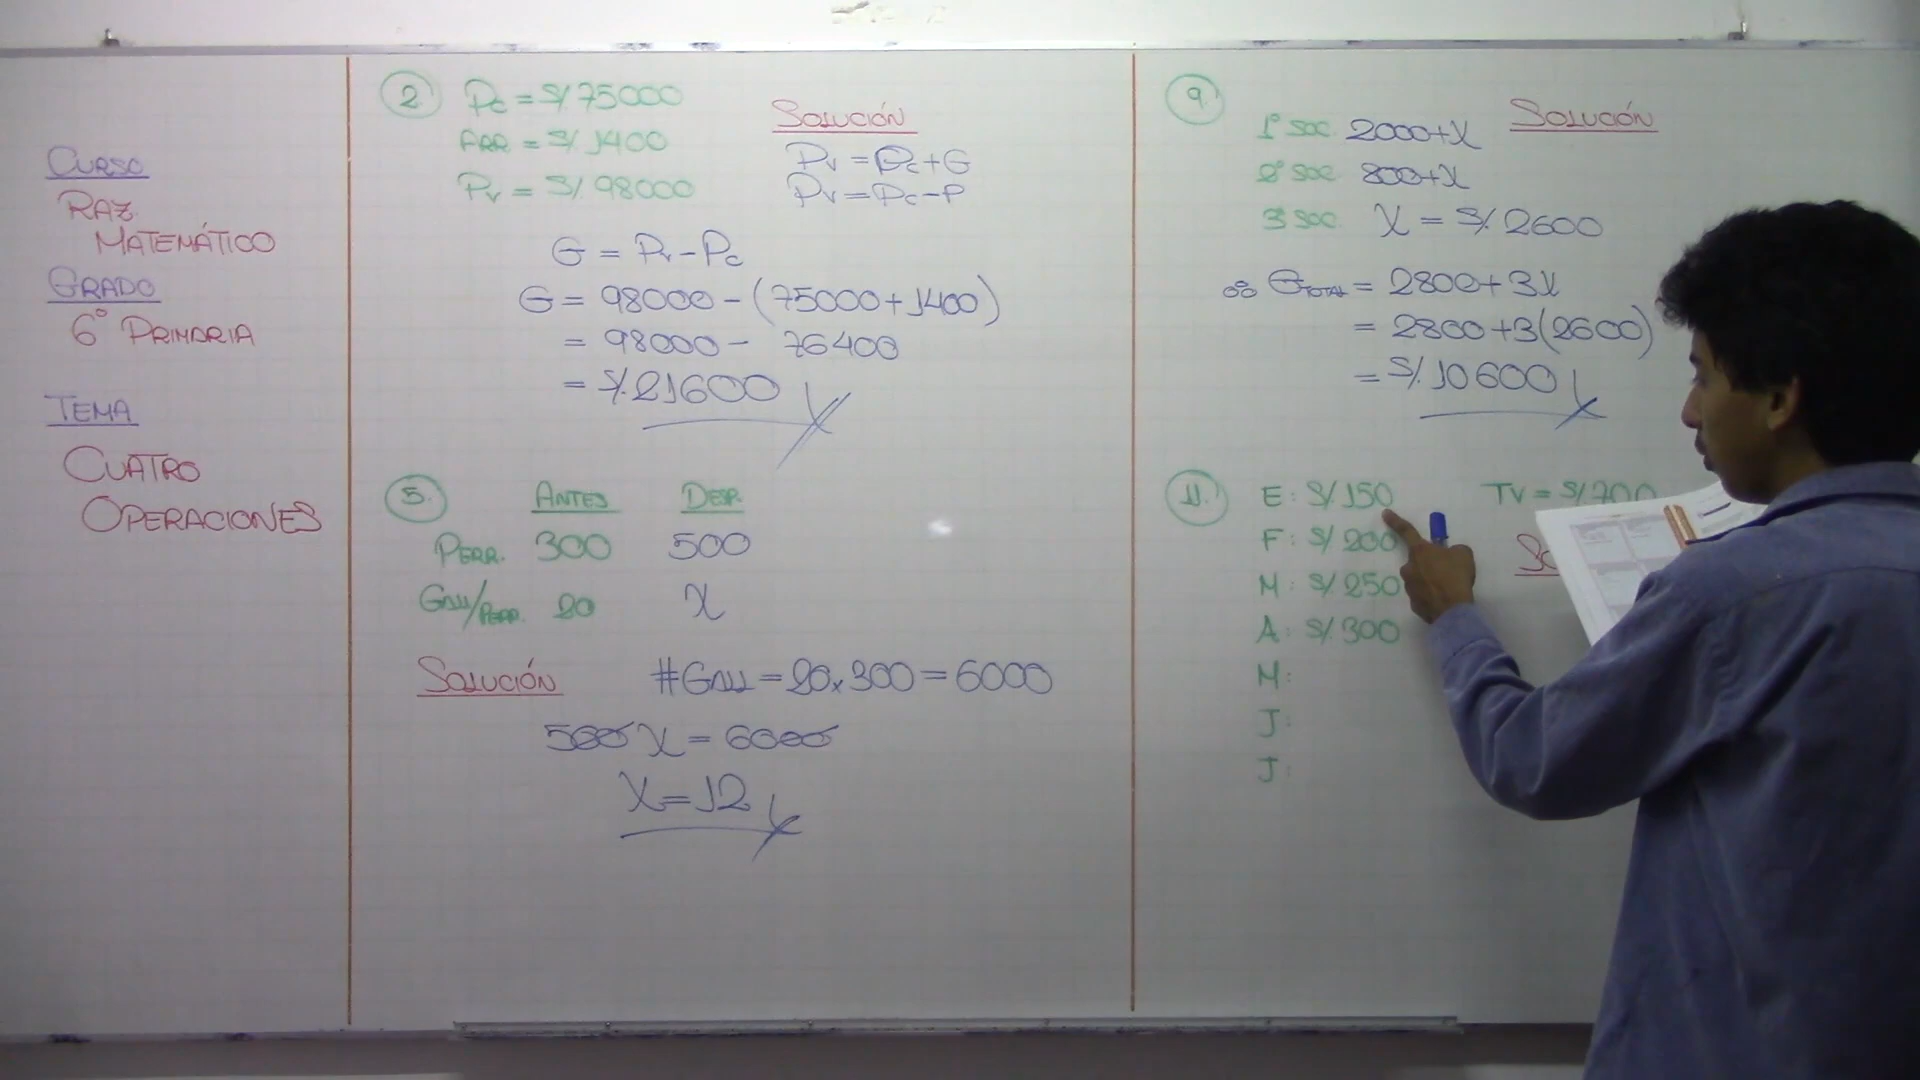 CURSO
RAZ.
MATEMÁTICO
GRADO
6° PRIMARIA
TEMA
CUATRO
OPERACIONES
2. Pc = S/. 75000
ARR = S/. 1400
Pv = S/. 98000
SOLUCIÓN
Pv = Pc + G
Pv = Pc - P
G = Pv - Pc
G = 98000 - (75000 + 1400)
= 98000 - 76400
= S/. 21600
5. ANTES DESP.
PERR. 300 500
GALL/PERR. 20 X
SOLUCIÓN #GALL = 20 x 300 = 6000
500 X = 6000
X = 12
9. SOLUCIÓN
1° SOC. 2000 + X
2° SOC. 800 + X
3° SOC. X = S/. 2600
∴ G TOTAL = 2800 + 3X
= 2800 + 3(2600)
= S/. 10600
11. E: S/. 150 TV = S/. 700
F: S/. 200
M: S/. 250
A: S/. 300
M:
J:
J: